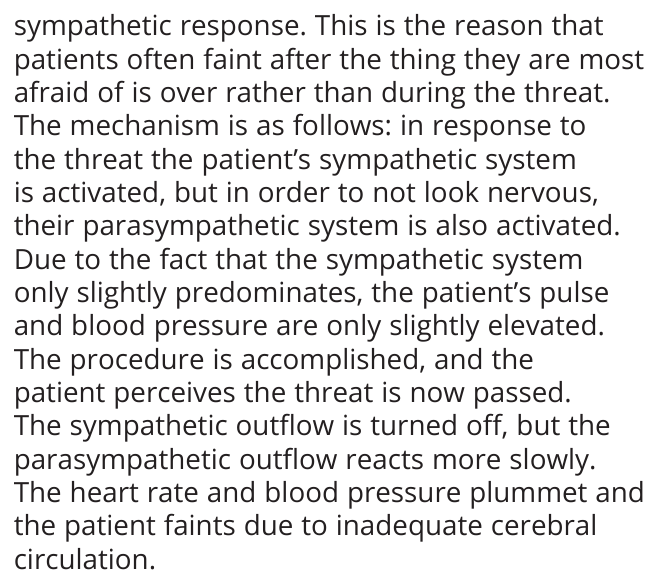 sympathetic response. This is the reason that
patients often faint after the thing they are most
afraid of is over rather than during the threat.
The mechanism is as follows: in response to
the threat the patient’s sympathetic system
is activated, but in order to not look nervous,
their parasympathetic system is also activated.
Due to the fact that the sympathetic system
only slightly predominates, the patient’s pulse
and blood pressure are only slightly elevated.
The procedure is accomplished, and the
patient perceives the threat is now passed.
The sympathetic outflow is turned off, but the
parasympathetic outflow reacts more slowly.
The heart rate and blood pressure plummet and
the patient faints due to inadequate cerebral
circulation.